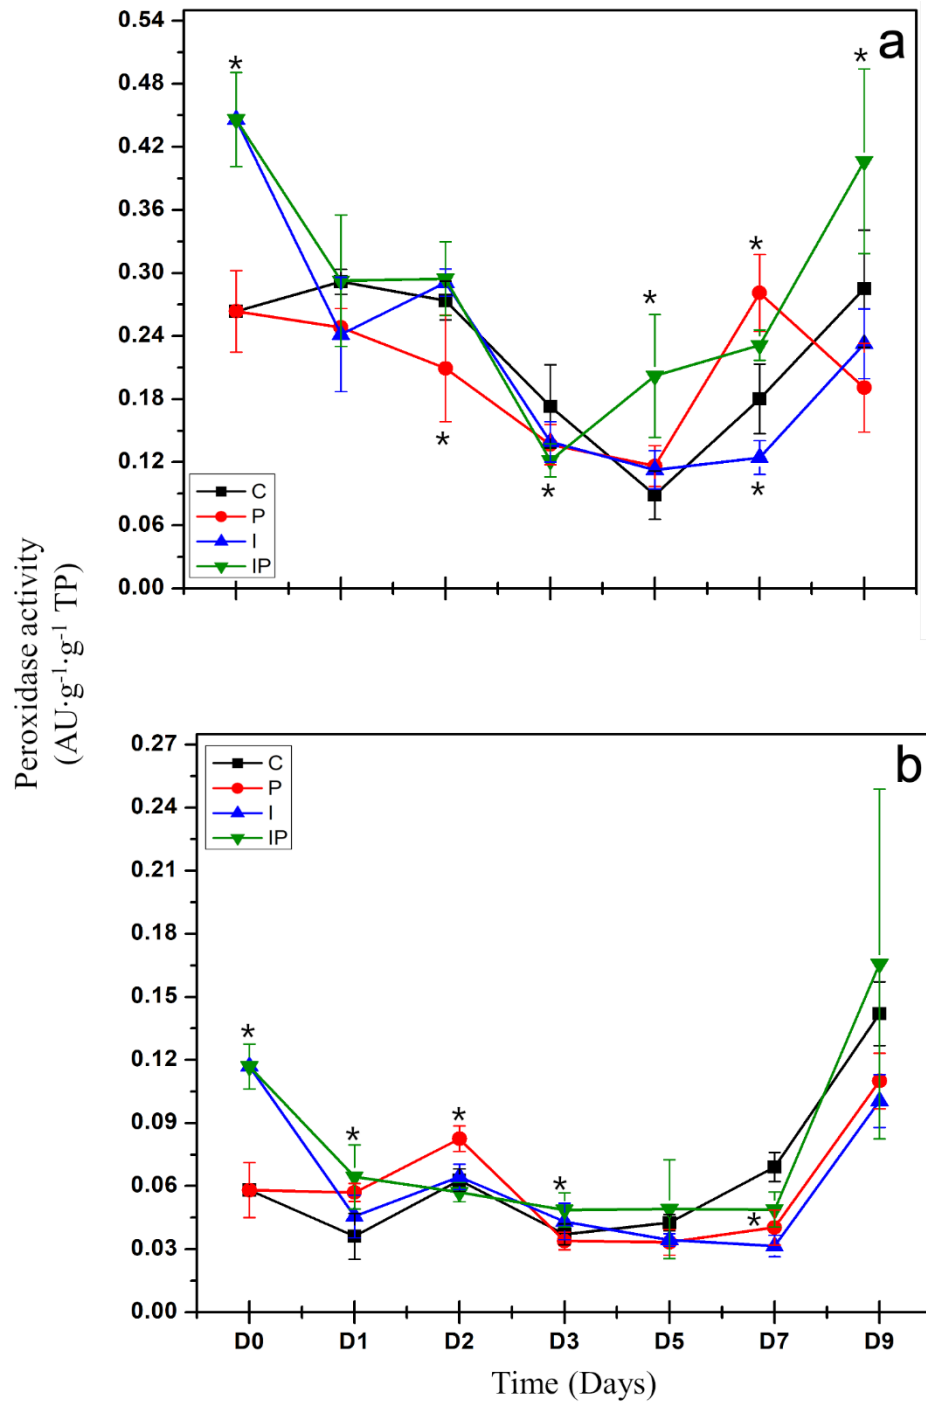 a
0.54
0.48
0.42
0.36
0.30
0.24
0.18
0.12
0.06
0.00
* * * * * * * *
C
P
I
IP
Peroxidase activity
(AU·g⁻¹·g⁻¹ TP)
b
0.27
0.24
0.21
0.18
0.15
0.12
0.09
0.06
0.03
0.00
C
P
I
IP
* * * * *
D0 D1 D2 D3 D5 D7 D9
Time (Days)